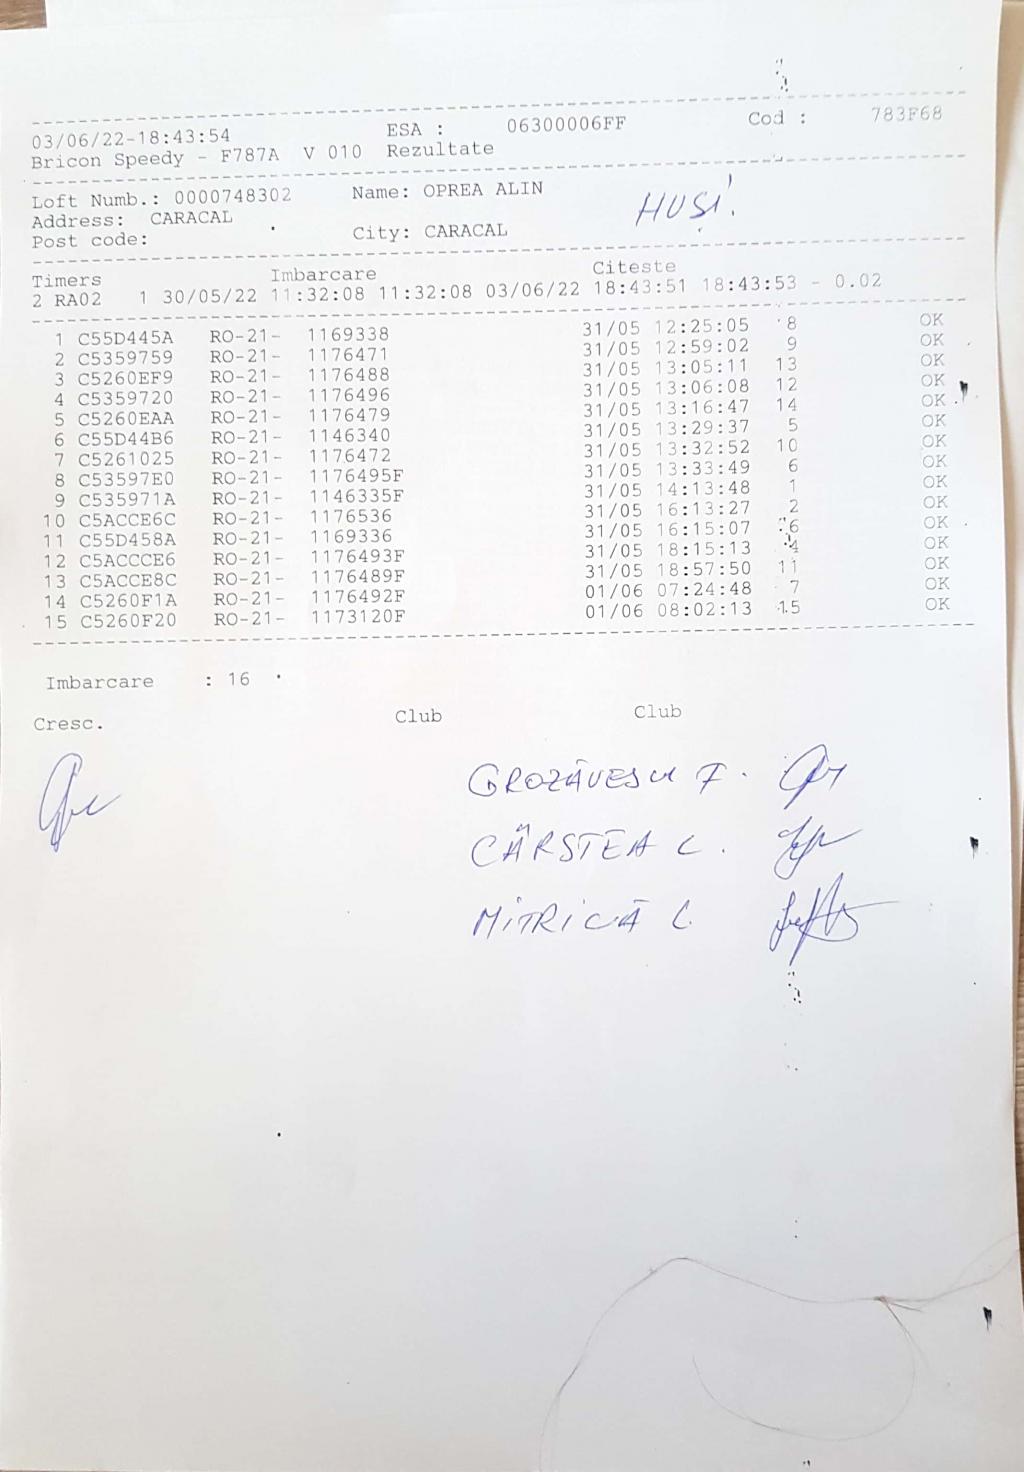 03/06/22-18:43:54 ESA : 06300006FF Cod : 783F68
Bricon Speedy - F787A V 010 Rezultate
Loft Numb.: 0000748302 Name: OPREA ALIN
HUȘI!
Address: CARACAL
Post code: City: CARACAL
Timers Imbarcare Citeste
2 RA02 1 30/05/22 11:32:08 11:32:08 03/06/22 18:43:51 18:43:53 - 0.02
1 C55D445A RO-21- 1169338 31/05 12:25:05 8 OK
2 C5359759 RO-21- 1176471 31/05 12:59:02 9 OK
3 C5260EF9 RO-21- 1176488 31/05 13:05:11 13 OK
4 C5359720 RO-21- 1176496 31/05 13:06:08 12 OK
5 C5260EAA RO-21- 1176479 31/05 13:16:47 14 OK
6 C55D44B6 RO-21- 1146340 31/05 13:29:37 5 OK
7 C5261025 RO-21- 1176472 31/05 13:32:52 10 OK
8 C53597E0 RO-21- 1176495F 31/05 13:33:49 6 OK
9 C535971A RO-21- 1146335F 31/05 14:13:48 1 OK
10 C5ACCE6C RO-21- 1176536 31/05 16:13:27 2 OK
11 C55D458A RO-21- 1169336 31/05 16:15:07 OK
12 C5ACCCE6 RO-21- 1176493F 31/05 18:15:13 4 OK
13 C5ACCE8C RO-21- 1176489F 31/05 18:57:50 11 OK
14 C5260F1A RO-21- 1176492F 01/06 07:24:48 7 OK
15 C5260F20 RO-21- 1173120F 01/06 08:02:13 15 OK
Imbarcare : 16
Cresc. Club Club
GROZĂVESCU F.
CÂRSTEA C.
MITRICĂ C